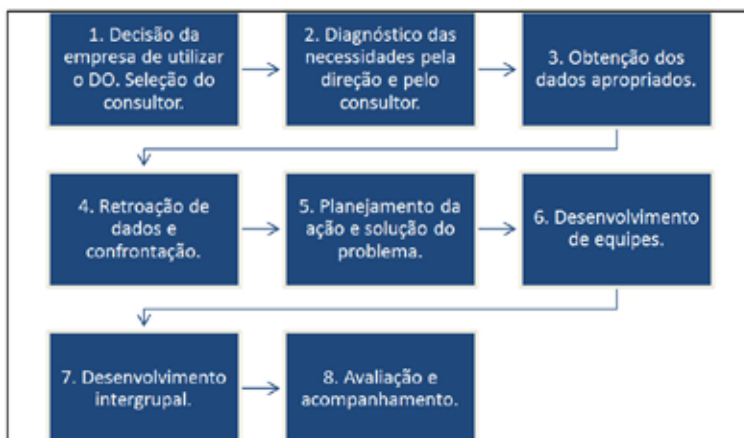 1. Decisão da
empresa de utilizar
o DO. Seleção do
consultor.
2. Diagnóstico das
necessidades pela
direção e pelo
consultor.
3. Obtenção dos
dados apropriados.
4. Retroação de
dados e
confrontação.
5. Planejamento da
ação e solução do
problema.
6. Desenvolvimento
de equipes.
7. Desenvolvimento
intergrupal.
8. Avaliação e
acompanhamento.